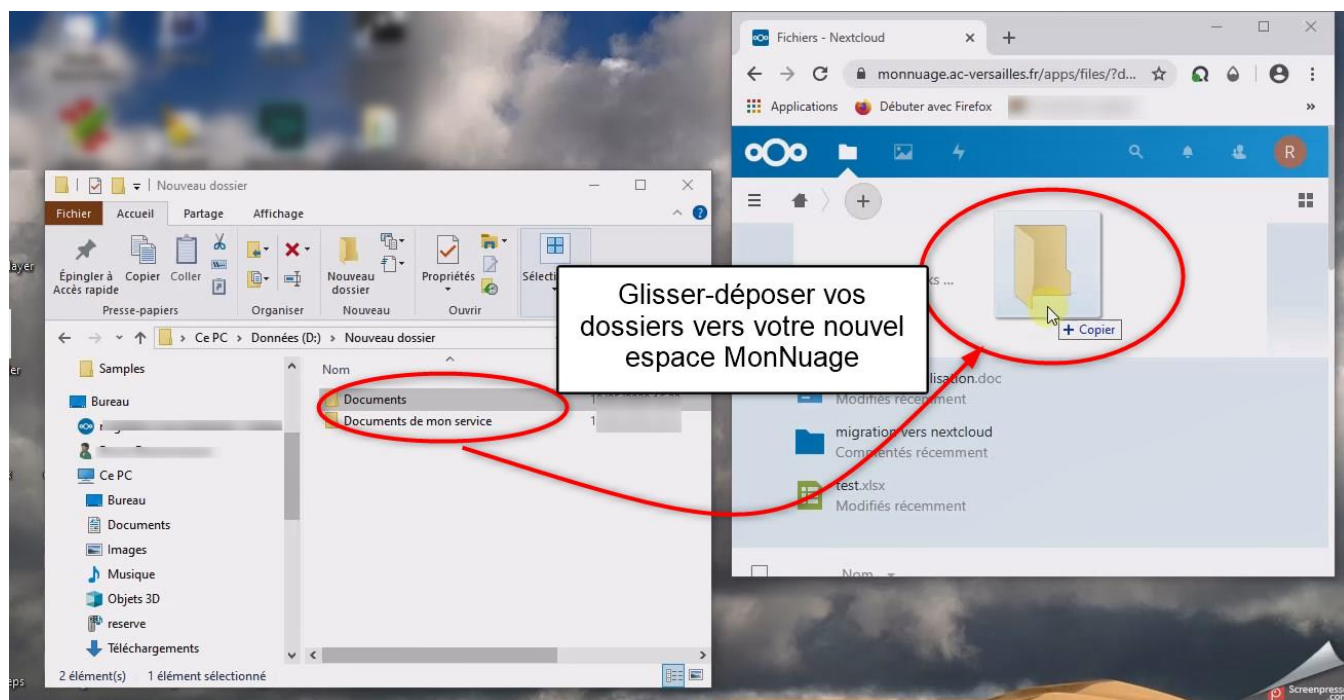 Nouveau dossier
Fichier Accueil Partage Affichage
Épingler à Copier Coller
Accès rapide
Nouveau
dossier
Propriétés
Presse-papiers Organiser Nouveau Ouvrir
Ce PC > Données (D:) > Nouveau dossier
Samples
Bureau
Ce PC
Bureau
Documents
Images
Musique
Objets 3D
reserve
Téléchargements
Nom
Documents
Documents de mon service
2 élément(s) 1 élément sélectionné
Glisser-déposer vos
dossiers vers votre nouvel
espace MonNuage
Fichiers - Nextcloud
monnuage.ac-versailles.fr/apps/files/?d...
Applications Débuter avec Firefox
R
+ Copier
.doc
Modifiés récemment
migration vers nextcloud
Commentés récemment
test.xlsx
Modifiés récemment
Nom